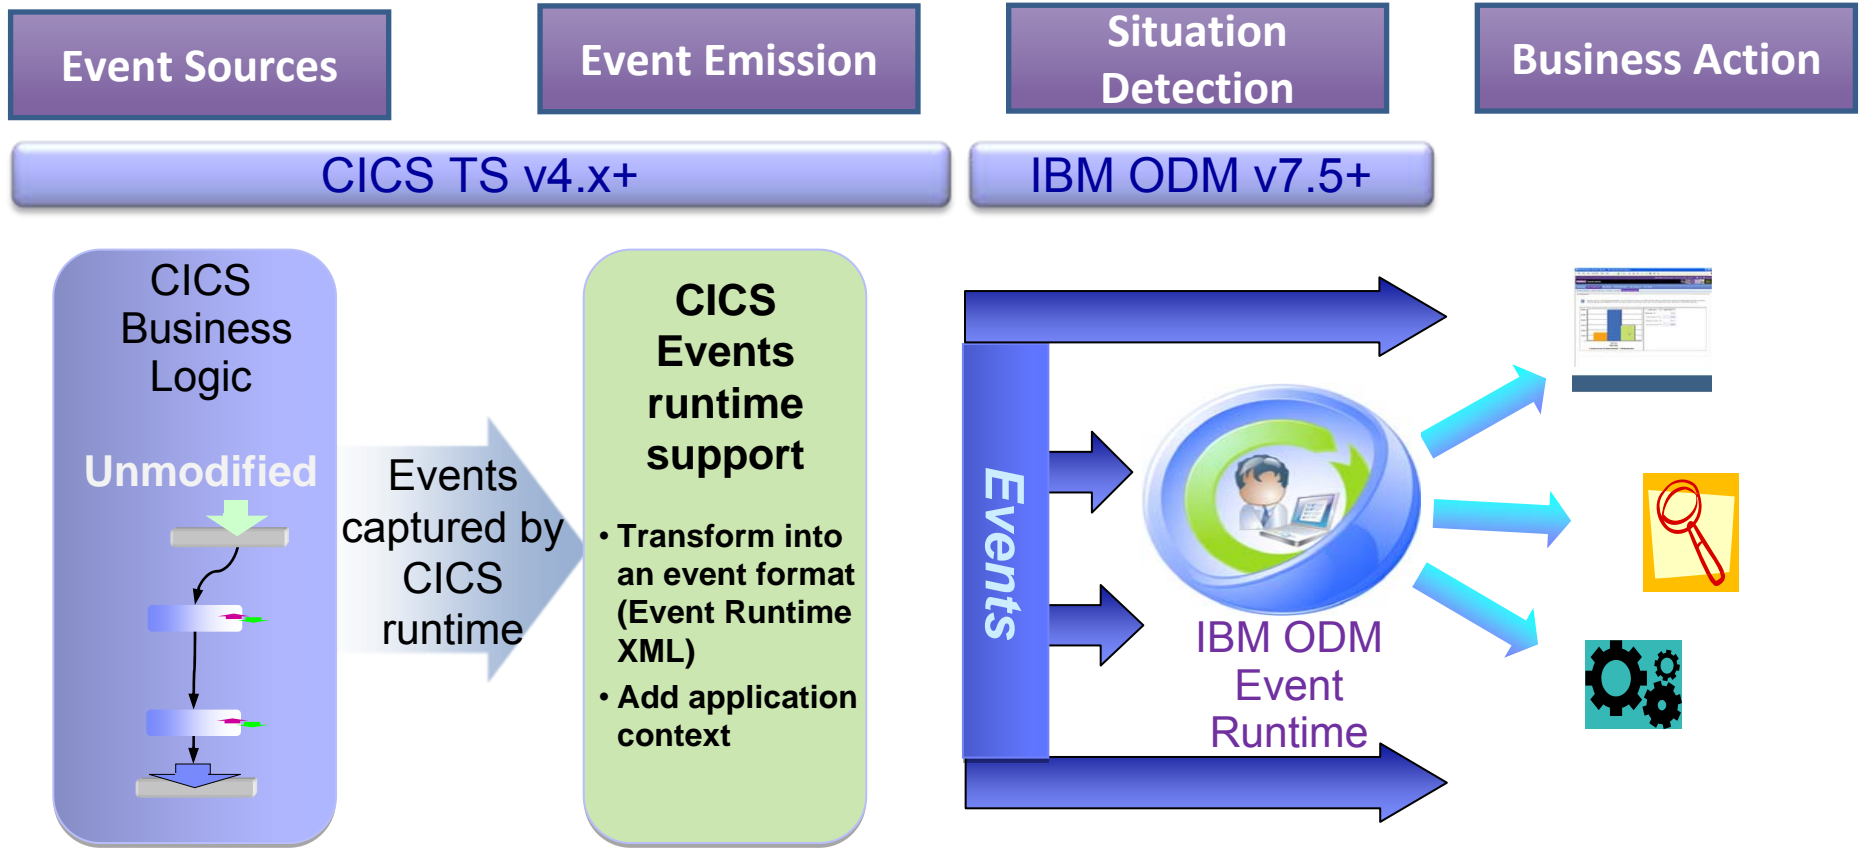 Event Sources
Event Emission
Situation
Detection
Business Action
CICS TS v4.x+
IBM ODM v7.5+
CICS
Business
Logic
Unmodified
Events
captured by
CICS
runtime
CICS
Events
runtime
support
• Transform into
an event format
(Event Runtime
XML)
• Add application
context
Events
IBM ODM
Event
Runtime